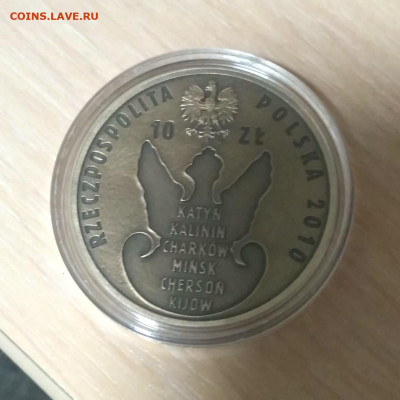 COINS.LAVE.RU
RZECZPOSPOLITA POLSKA 2010
10 ZŁ
KATYŃ
KALININ
CHARKÓW
MIŃSK
CHERSOŃ
KIJÓW